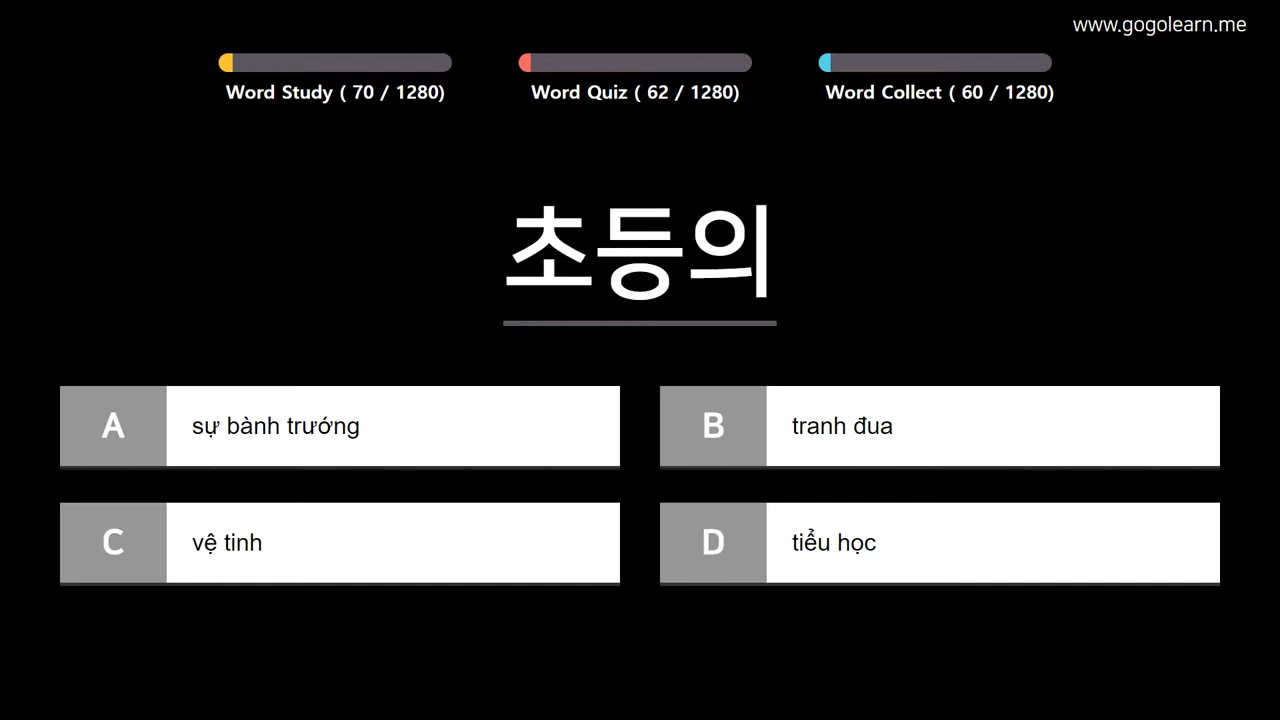 www.gogolearn.me
Word Study ( 70 / 1280)
Word Quiz ( 62 / 1280)
Word Collect ( 60 / 1280)
초등의
A
sự bành trướng
B
tranh đua
C
vệ tinh
D
tiểu học